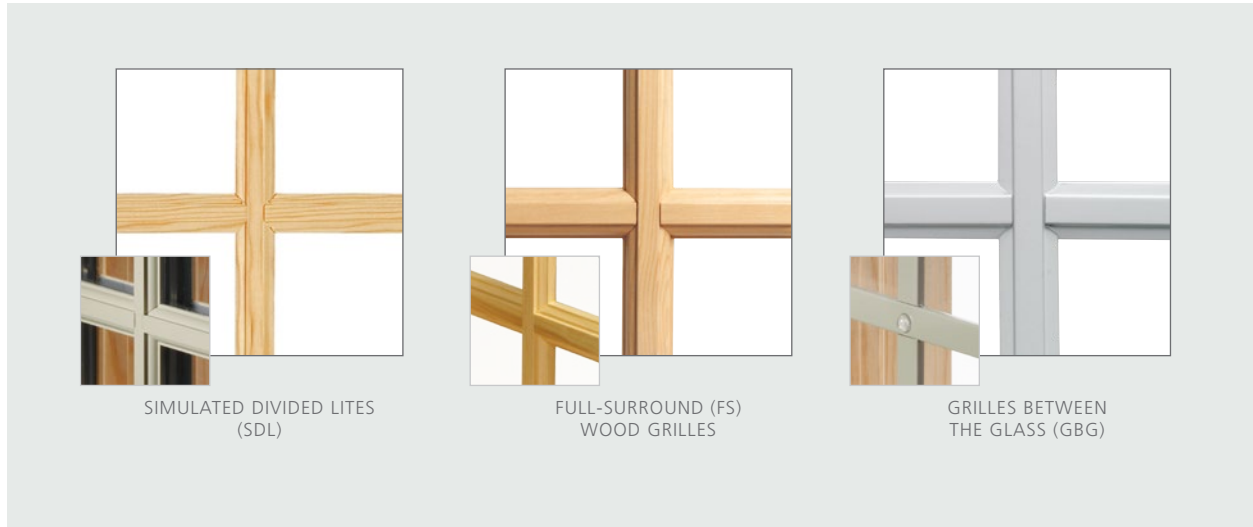 SIMULATED DIVIDED LITES
(SDL)
FULL-SURROUND (FS)
WOOD GRILLES
GRILLES BETWEEN
THE GLASS (GBG)